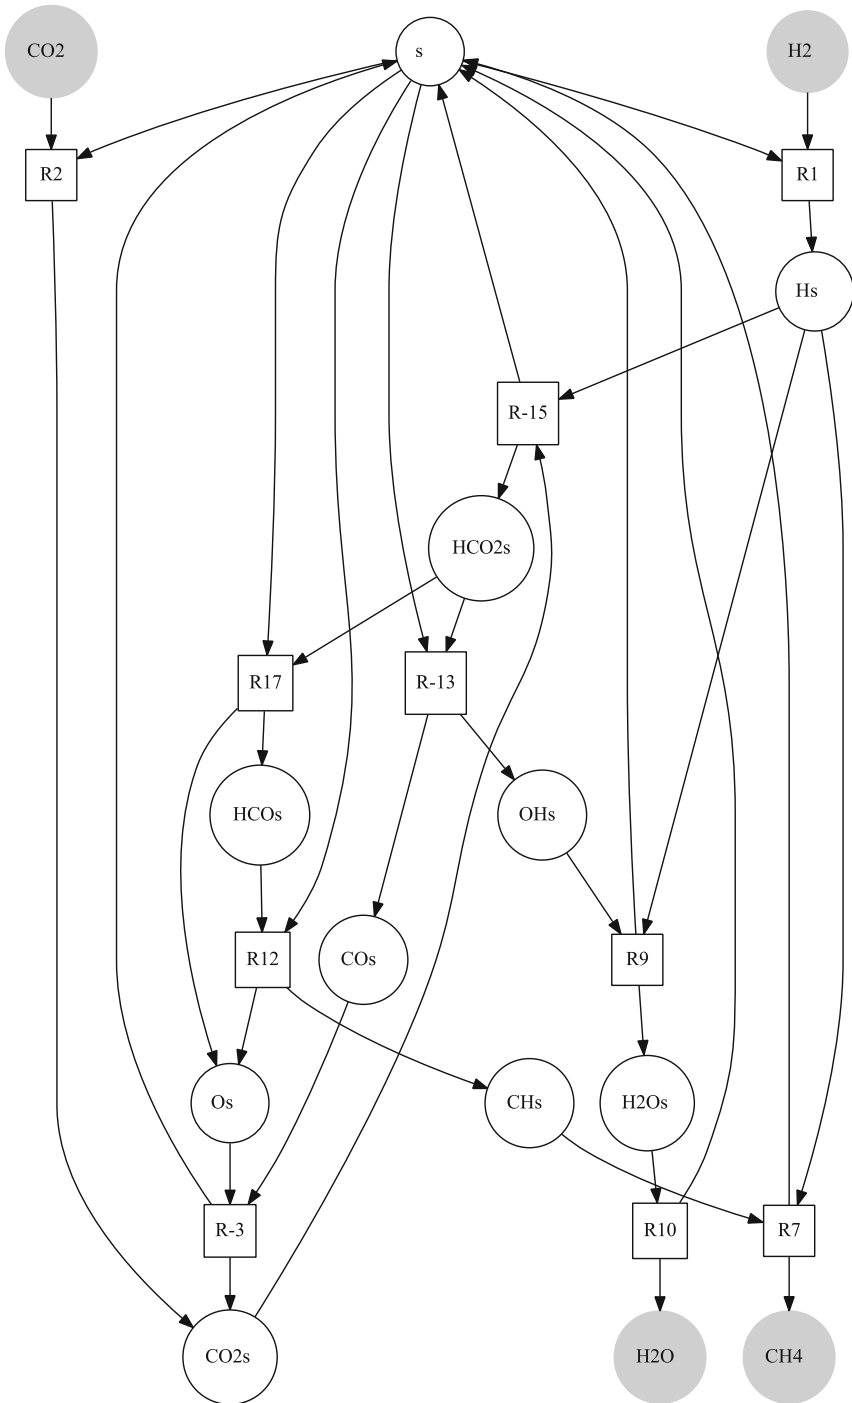 CO2
s
H2
R2
R1
Hs
R-15
HCO2s
R17
R-13
HCOs
OHs
R12
COs
R9
Os
CHs
H2Os
R-3
R10
R7
CO2s
H2O
CH4